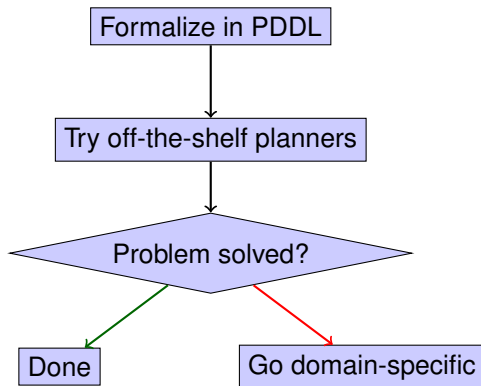 Formalize in PDDL
Try off-the-shelf planners
Problem solved?
Done
Go domain-specific